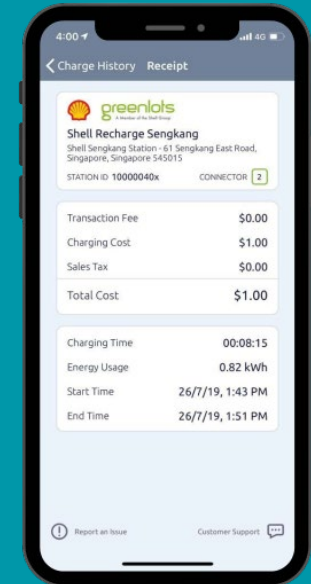 4:00
4G
Charge History Receipt
greenlots
A Member of the Shell Group
Shell Recharge Sengkang
Shell Sengkang Station - 61 Sengkang East Road,
Singapore, Singapore 545015
STATION ID 10000040x CONNECTOR 2
Transaction Fee $0.00
Charging Cost $1.00
Sales Tax $0.00
Total Cost $1.00
Charging Time 00:08:15
Energy Usage 0.82 kWh
Start Time 26/7/19, 1:43 PM
End Time 26/7/19, 1:51 PM
Report an Issue Customer Support